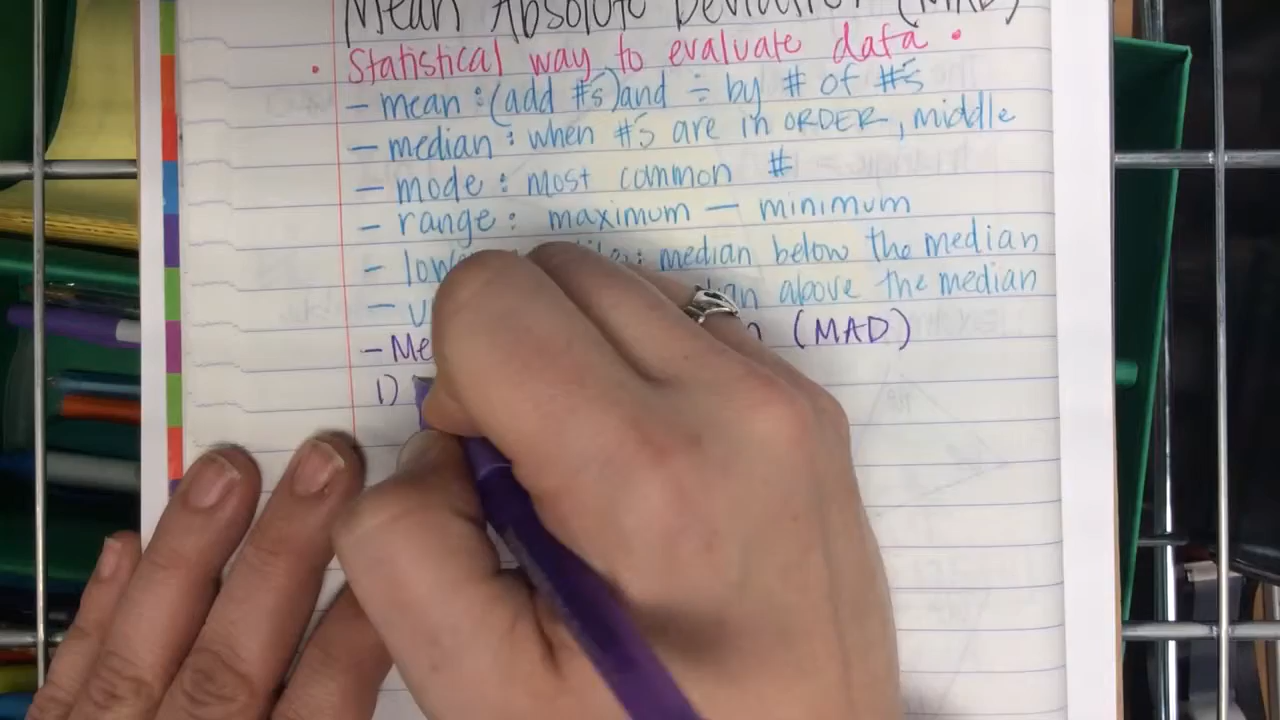 Mean Absolute Deviation (MAD)
• Statistical way to evaluate data •
- mean : (add #'s) and ÷ by # of #'s
- median : when #'s are in ORDER, middle
- mode : most common #
- range : maximum - minimum
- : median below the median
- above the median
- (MAD)
1)